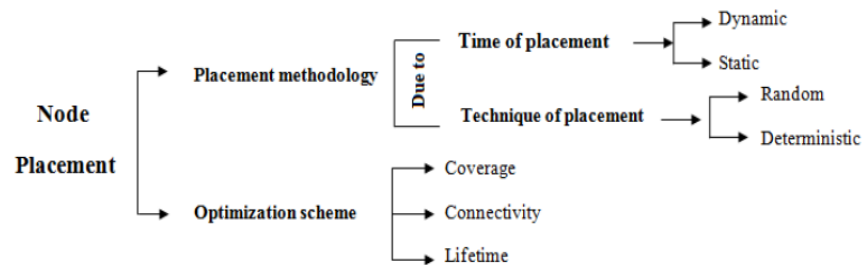 Node
Placement
Placement methodology
Due to
Time of placement
Dynamic
Static
Technique of placement
Random
Deterministic
Optimization scheme
Coverage
Connectivity
Lifetime